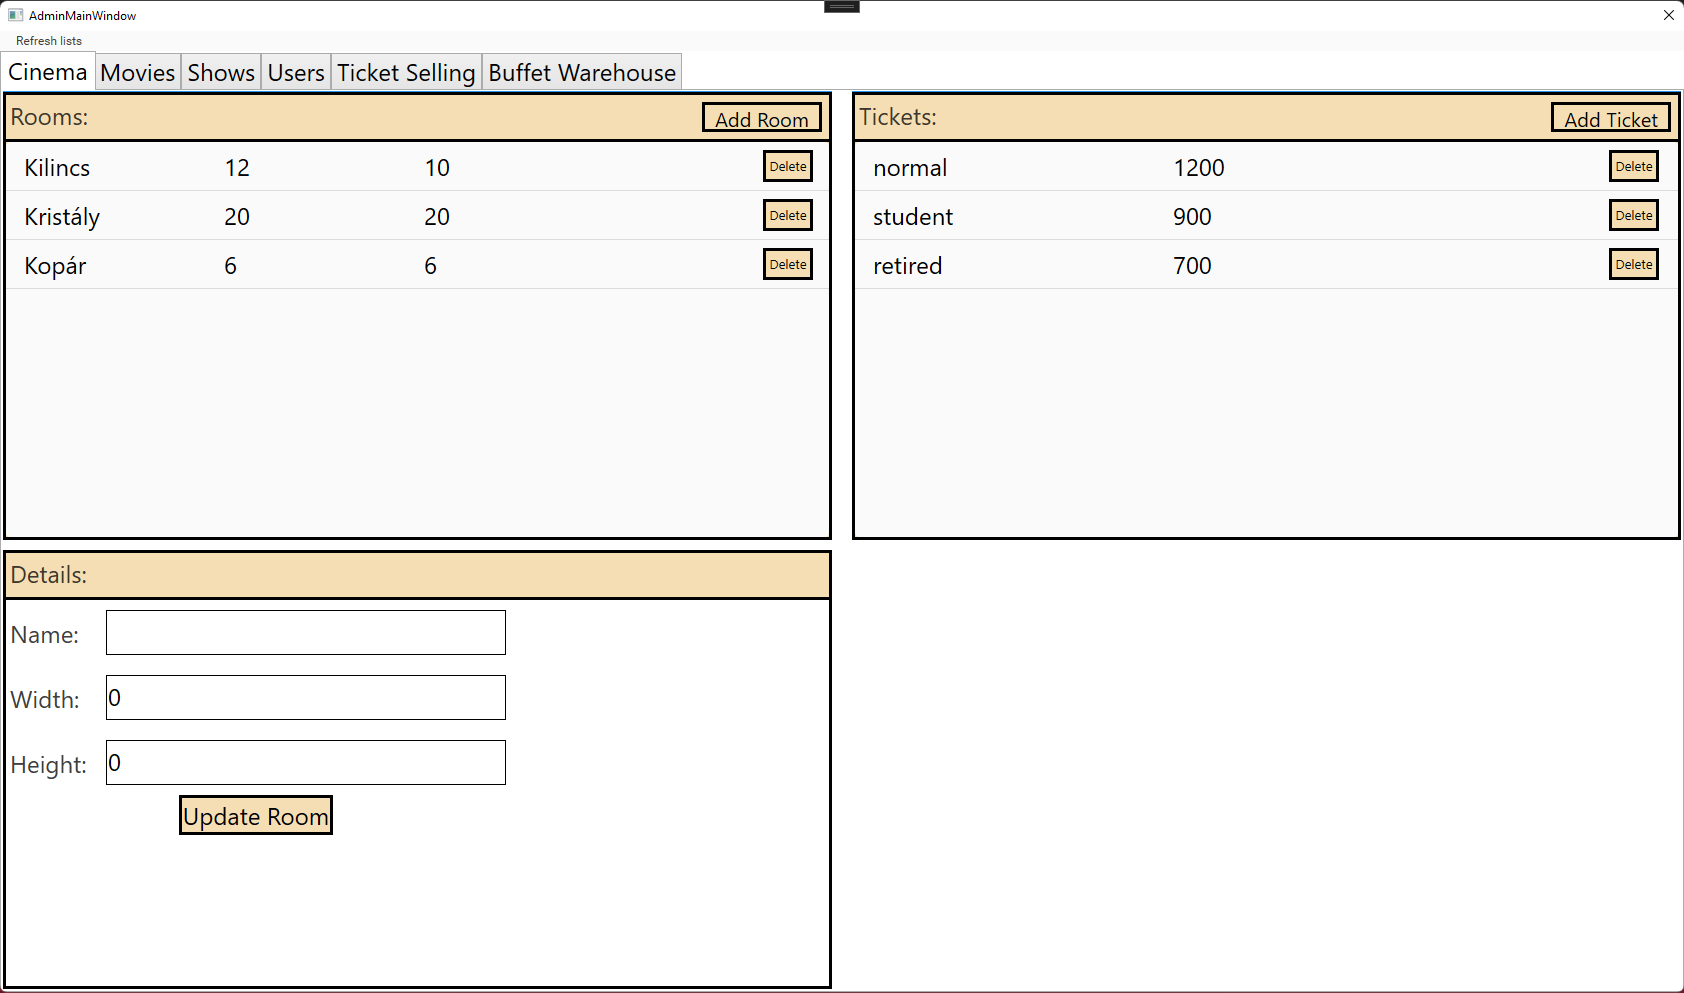 AdminMainWindow
Refresh lists
Cinema Movies Shows Users Ticket Selling Buffet Warehouse
Rooms: Add Room
Kilincs 12 10 Delete
Kristály 20 20 Delete
Kopár 6 6 Delete
Tickets: Add Ticket
normal 1200 Delete
student 900 Delete
retired 700 Delete
Details:
Name:
Width: 0
Height: 0
Update Room